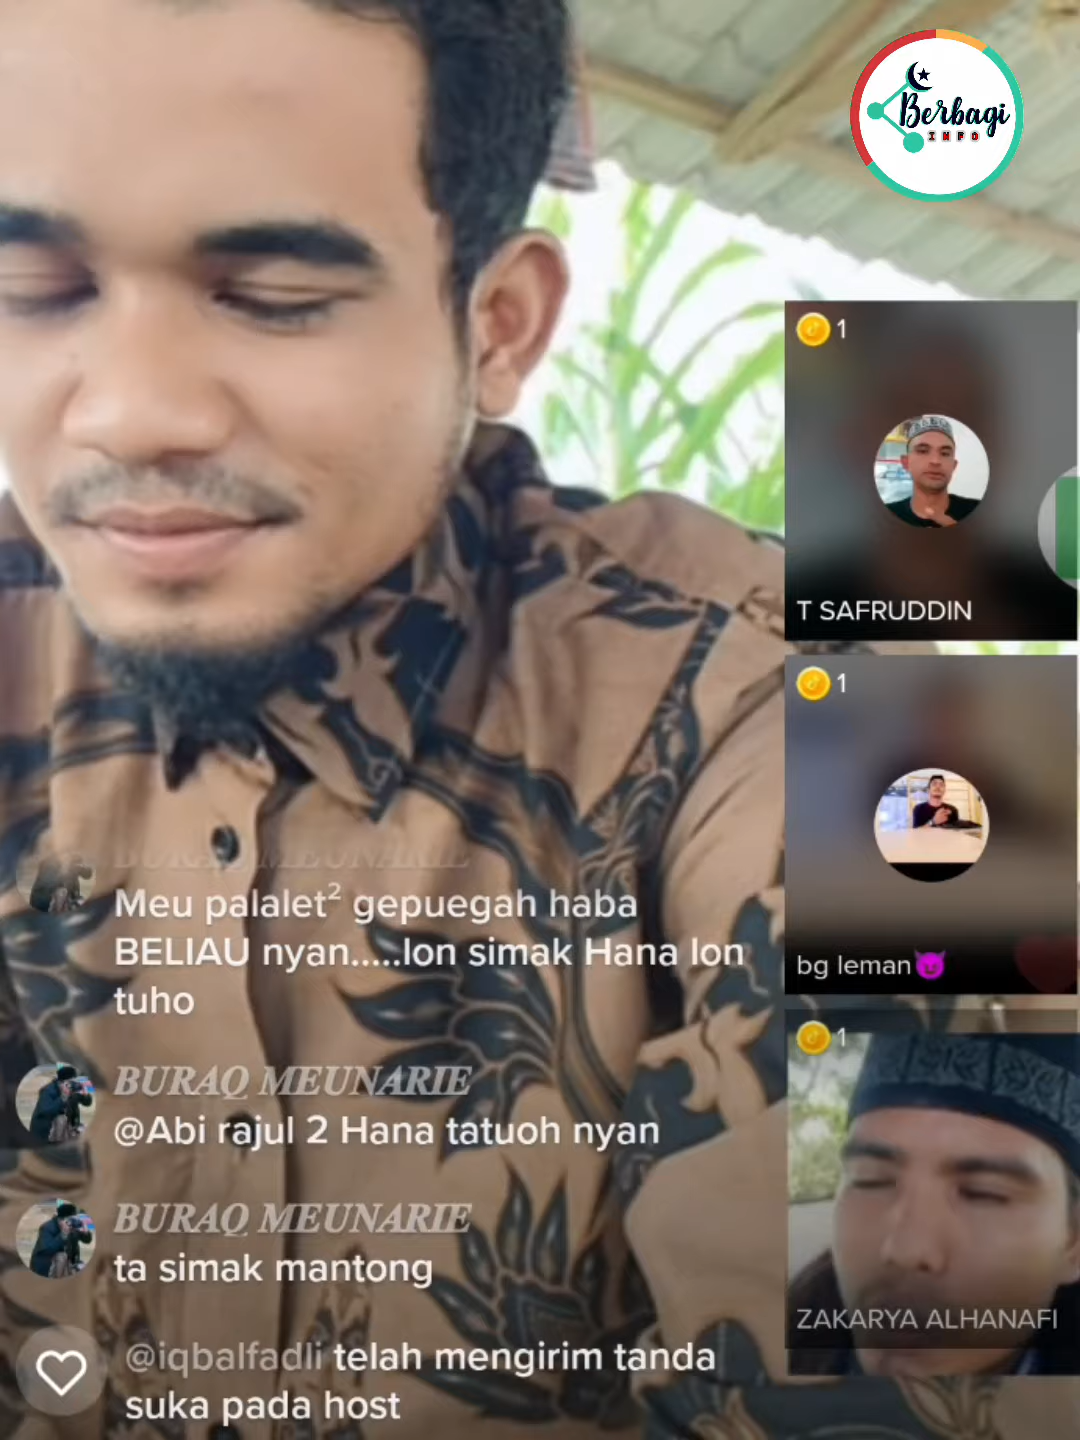 Berbagi
INFO
1
T SAFRUDDIN
1
bg leman😈
1
ZAKARYA ALHANAFI
BURAQ MEUNARIE
Meu palalet² gepuegah haba
BELIAU nyan.....lon simak Hana lon
tuho
BURAQ MEUNARIE
@Abi rajul 2 Hana tatuoh nyan
BURAQ MEUNARIE
ta simak mantong
@iqbalfadli telah mengirim tanda
suka pada host